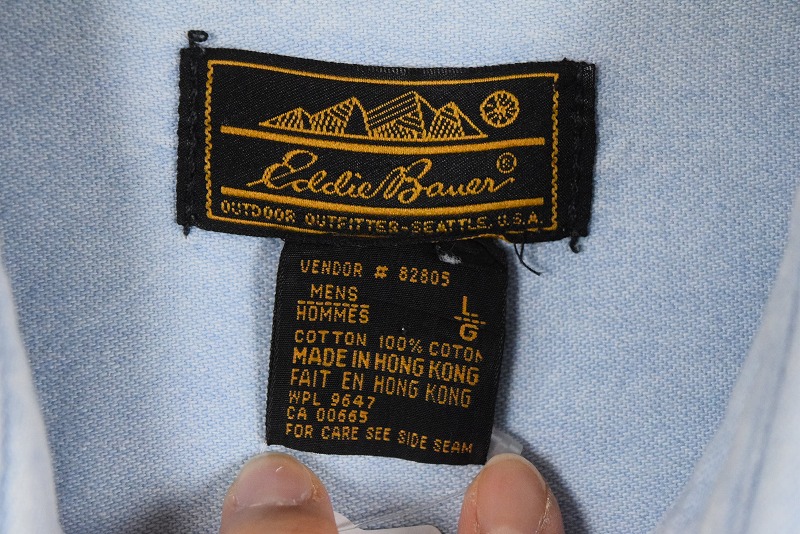 Eddie Bauer®
OUTDOOR OUTFITTER-SEATTLE, U.S.A.
VENDOR # 82805
MENS L
HOMMES G
COTTON 100% COTON
MADE IN HONG KONG
FAIT EN HONG KONG
WPL 9647
CA 00665
FOR CARE SEE SIDE SEAM